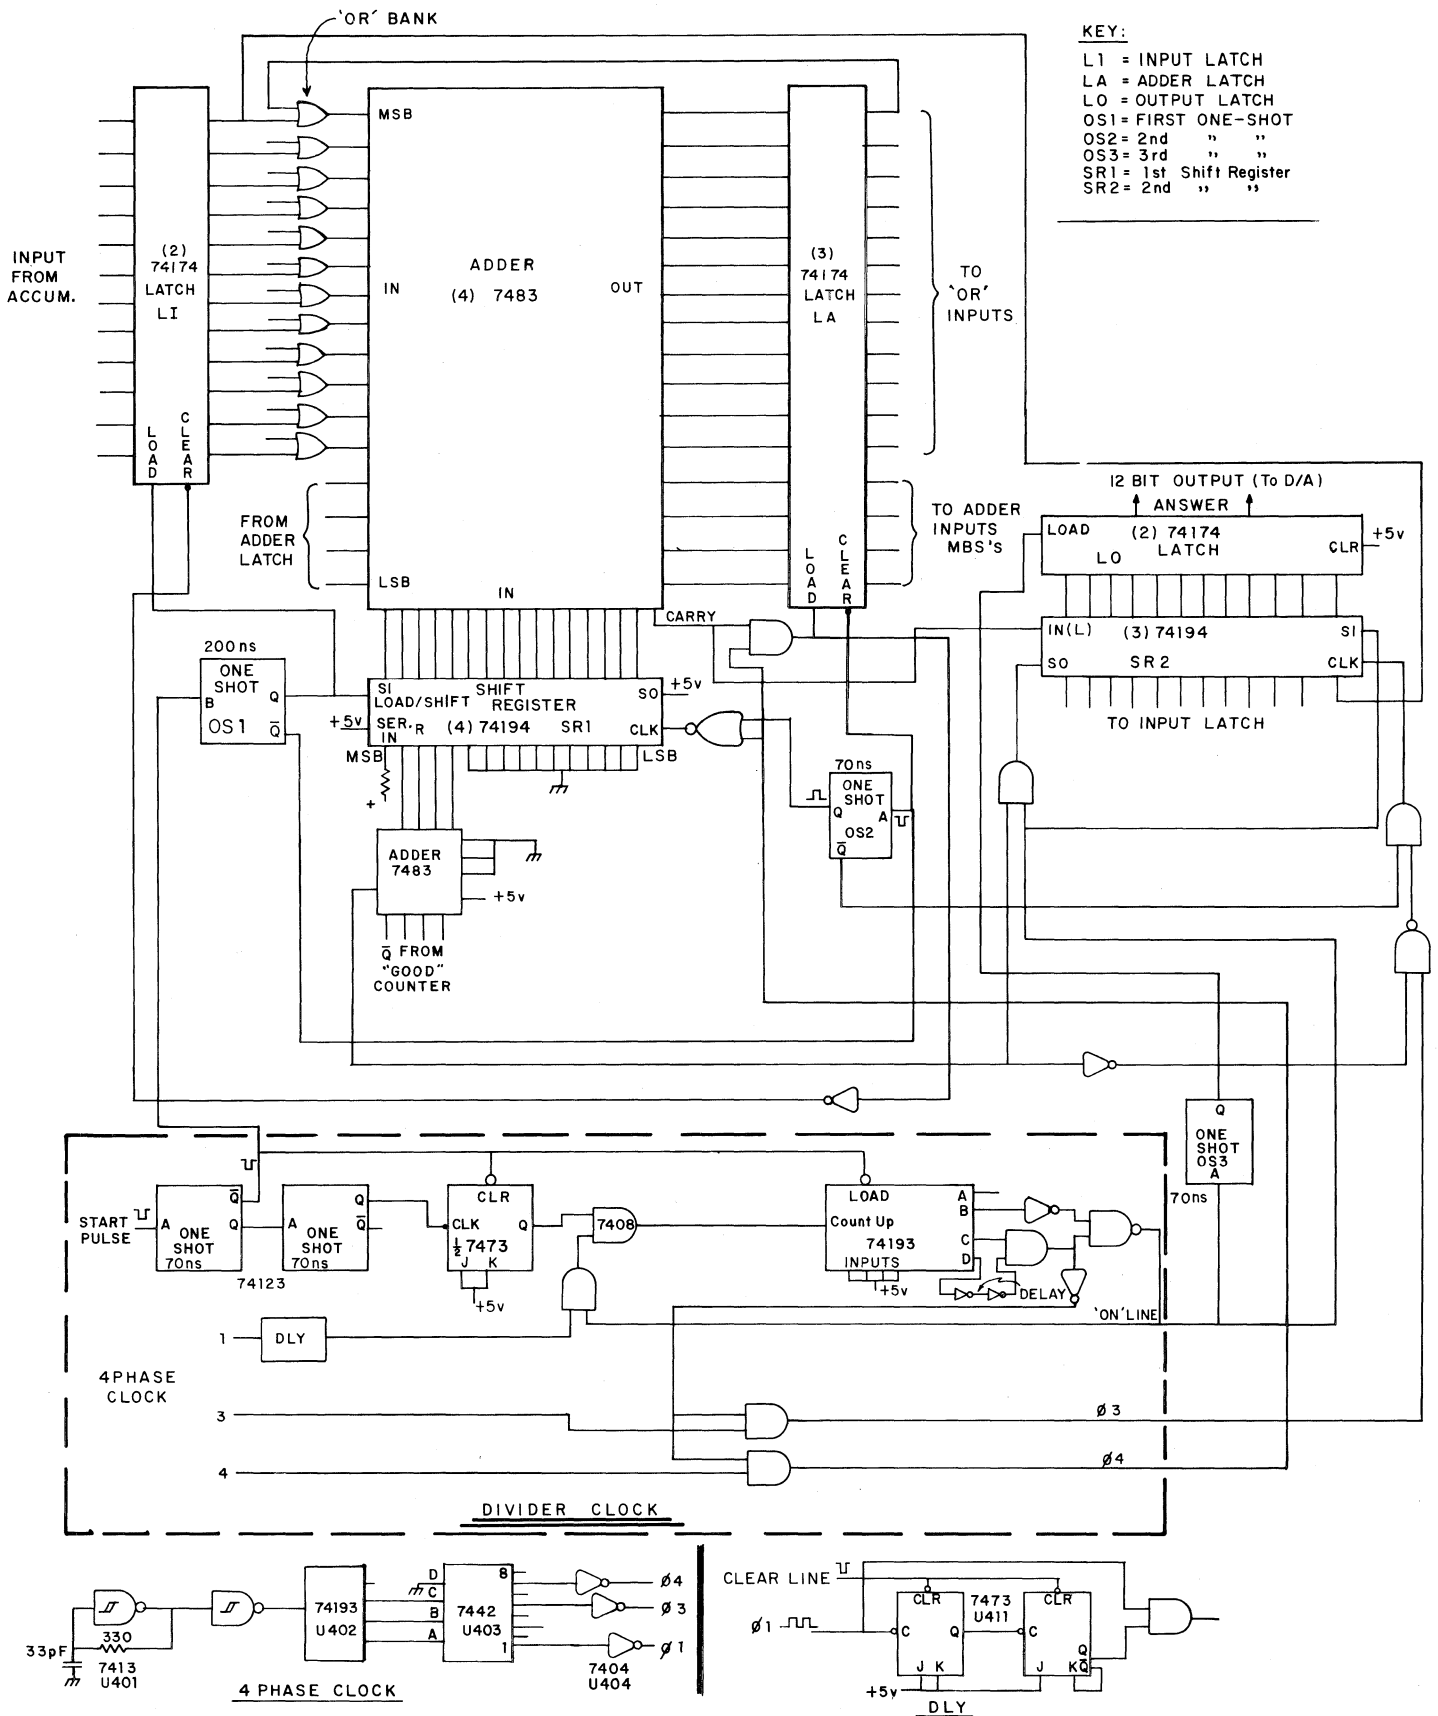 'OR' BANK
KEY:
L1 = INPUT LATCH
LA = ADDER LATCH
LO = OUTPUT LATCH
OS1 = FIRST ONE-SHOT
OS2 = 2nd " "
OS3 = 3rd " "
SR1 = 1st Shift Register
SR2 = 2nd " "
INPUT
FROM
ACCUM.
(2)
74174
LATCH
LI
LOAD
CLEAR
MSB
IN
ADDER
(4) 7483
OUT
LSB
IN
(3)
74174
LATCH
LA
LOAD
CLEAR
TO
'OR'
INPUTS
FROM
ADDER
LATCH
TO ADDER
INPUTS
MBS's
12 BIT OUTPUT (To D/A)
ANSWER
LOAD
(2) 74174
LATCH
LO
CLR
+5v
IN(L)
(3) 74194
SI
SO
SR2
CLK
TO INPUT LATCH
CARRY
200ns
ONE
SHOT
B
Q
OS1
Q̄
SI
LOAD/SHIFT
SHIFT
REGISTER
SO
+5v
+5v
SER.
IN
R
(4) 74194
SR1
CLK
MSB
LSB
+
70ns
ONE
SHOT
Q
A
OS2
Q̄
ADDER
7483
+5v
Q̄ FROM
"GOOD"
COUNTER
Q
ONE
SHOT
OS3
A
70ns
START
PULSE
A
Q̄
Q
ONE
SHOT
70ns
74123
A
Q
Q̄
ONE
SHOT
70ns
CLR
CLK
Q
½ 7473
J K
+5v
7408
LOAD
Count Up
74193
INPUTS
+5v
A
B
C
D
DELAY
'ON' LINE
1
DLY
4 PHASE
CLOCK
3
Ø3
4
Ø4
DIVIDER CLOCK
33pF
330
7413
U401
74193
U402
D
C
B
A
7442
U403
8
1
Ø4
Ø3
Ø1
7404
U404
4 PHASE CLOCK
CLEAR LINE
Ø1
CLR
C
Q
J K
7473
U411
CLR
C
Q
Q̄
J
K
+5v
DLY